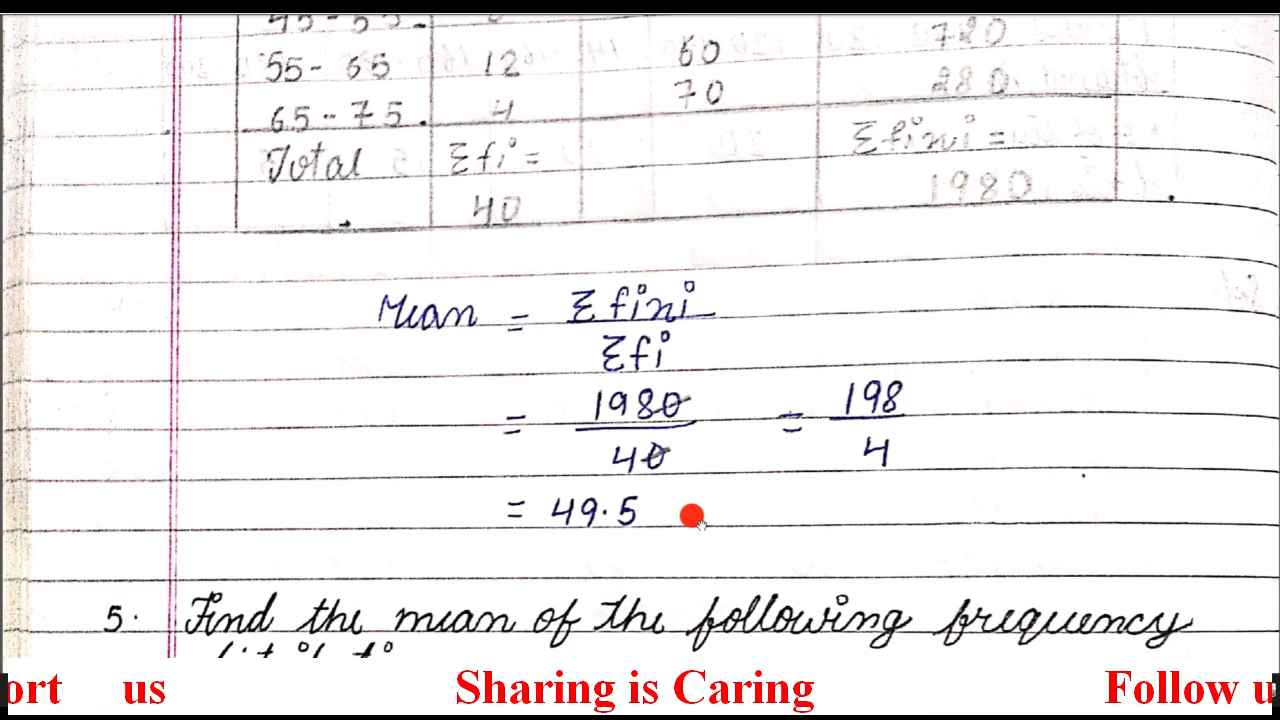 45-55.
55-65 12 60 720
65-75. 4 70 280
Total Σfi = Σfixi =
40 1980
Mean = Σfixi
Σfi
= 1980 = 198
40 4
= 49.5
5. Find the mean of the following frequency
ort us Sharing is Caring Follow u